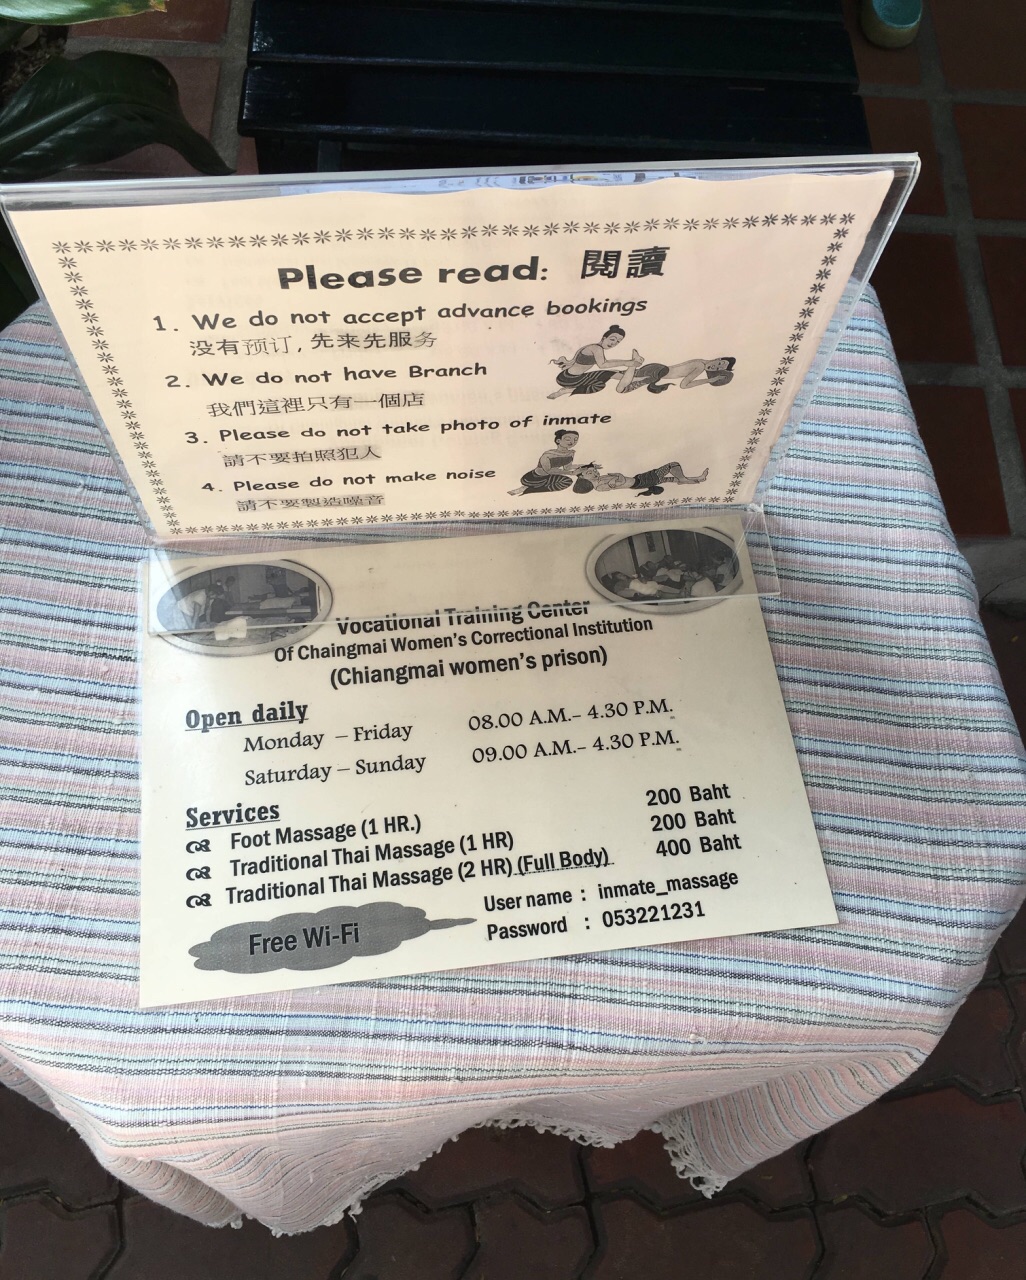 Please read: 閱讀
1. We do not accept advance bookings
没有预订, 先来先服务
2. We do not have Branch
我們這裡只有一個店
3. Please do not take photo of inmate
請不要拍照犯人
4. Please do not make noise
請不要製造噪音
Vocational Training Center
Of Chaingmai Women's Correctional Institution
(Chiangmai women's prison)
Open daily
Monday – Friday 08.00 A.M.- 4.30 P.M.
Saturday – Sunday 09.00 A.M.- 4.30 P.M.
Services
Foot Massage (1 HR.) 200 Baht
Traditional Thai Massage (1 HR) 200 Baht
Traditional Thai Massage (2 HR) (Full Body) 400 Baht
Free Wi-Fi
User name : inmate_massage
Password : 053221231